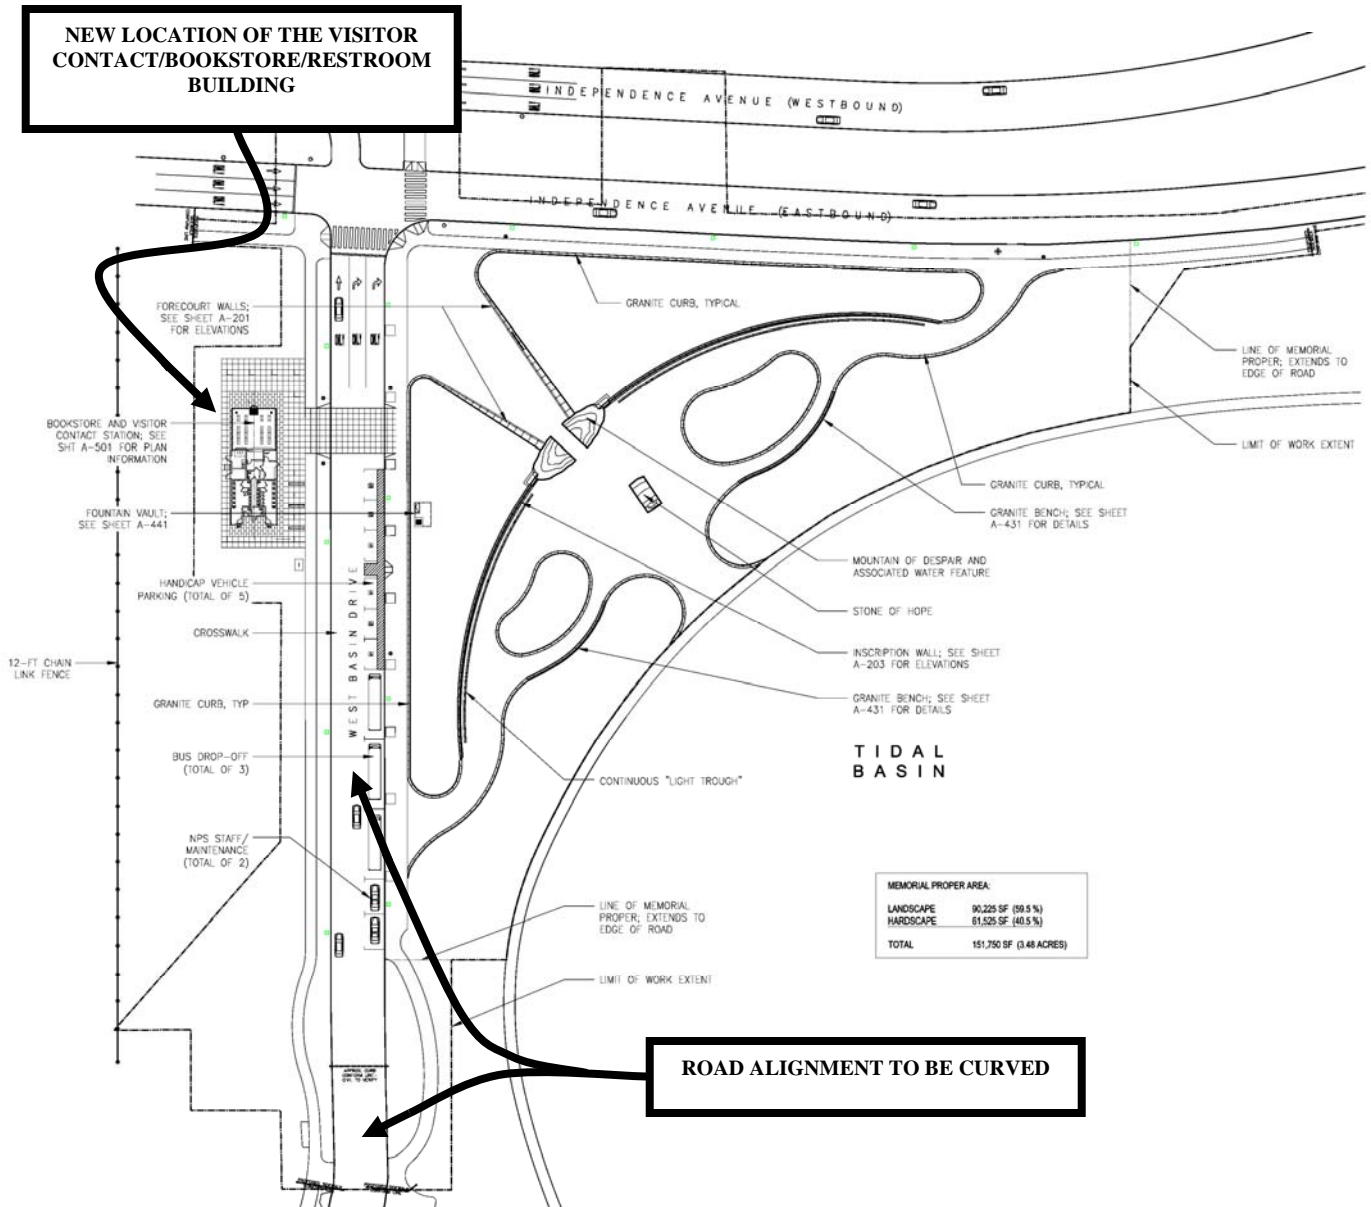 NEW LOCATION OF THE VISITOR
CONTACT/BOOKSTORE/RESTROOM
BUILDING
INDEPENDENCE AVENUE (WESTBOUND)
INDEPENDENCE AVENUE (EASTBOUND)
FORECOURT WALLS;
SEE SHEET A-201
FOR ELEVATIONS
GRANITE CURB, TYPICAL
LINE OF MEMORIAL
PROPER; EXTENDS TO
EDGE OF ROAD
BOOKSTORE AND VISITOR
CONTACT STATION; SEE
SHT A-501 FOR PLAN
INFORMATION
LIMIT OF WORK EXTENT
GRANITE CURB, TYPICAL
FOUNTAIN VAULT;
SEE SHEET A-441
GRANITE BENCH; SEE SHEET
A-431 FOR DETAILS
MOUNTAIN OF DESPAIR AND
ASSOCIATED WATER FEATURE
HANDICAP VEHICLE
PARKING (TOTAL OF 5)
STONE OF HOPE
CROSSWALK
WEST BASIN DRIVE
12-FT CHAIN
LINK FENCE
INSCRIPTION WALL; SEE SHEET
A-203 FOR ELEVATIONS
GRANITE CURB, TYP
GRANITE BENCH; SEE SHEET
A-431 FOR DETAILS
BUS DROP-OFF
(TOTAL OF 3)
TIDAL
BASIN
CONTINUOUS "LIGHT TROUGH"
NPS STAFF/
MAINTENANCE
(TOTAL OF 2)
MEMORIAL PROPER AREA:
LANDSCAPE 90,225 SF (59.5 %)
HARDSCAPE 61,525 SF (40.5 %)
TOTAL 151,750 SF (3.48 ACRES)
LINE OF MEMORIAL
PROPER; EXTENDS TO
EDGE OF ROAD
LIMIT OF WORK EXTENT
ROAD ALIGNMENT TO BE CURVED